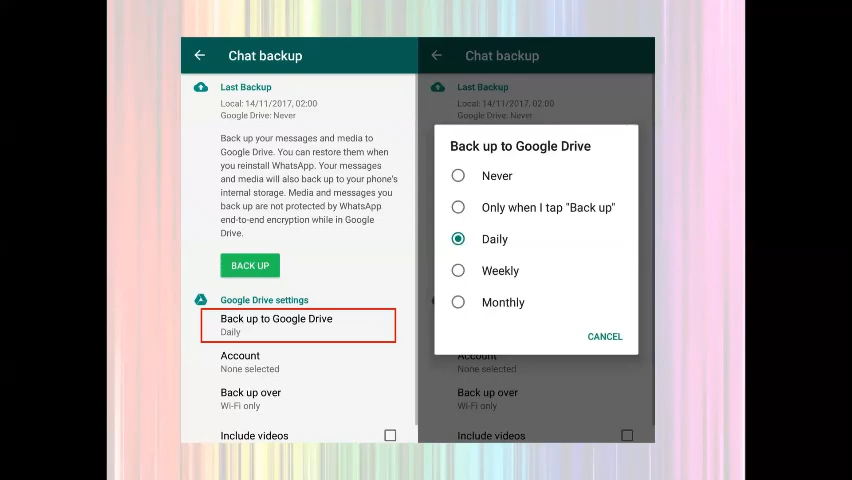 Chat backup
Last Backup
Local: 14/11/2017, 02:00
Google Drive: Never
Back up your messages and media to
Google Drive. You can restore them when
you reinstall WhatsApp. Your messages
and media will also back up to your phone's
internal storage. Media and messages you
back up are not protected by WhatsApp
end-to-end encryption while in Google
Drive.
BACK UP
Google Drive settings
Back up to Google Drive
Daily
Account
None selected
Back up over
Wi-Fi only
Include videos
Chat backup
Last Backup
Local: 14/11/2017, 02:00
Google Drive: Never
Back up to Google Drive
Never
Only when I tap "Back up"
Daily
Weekly
Monthly
CANCEL
Account
None selected
Back up over
Wi-Fi only
Include videos